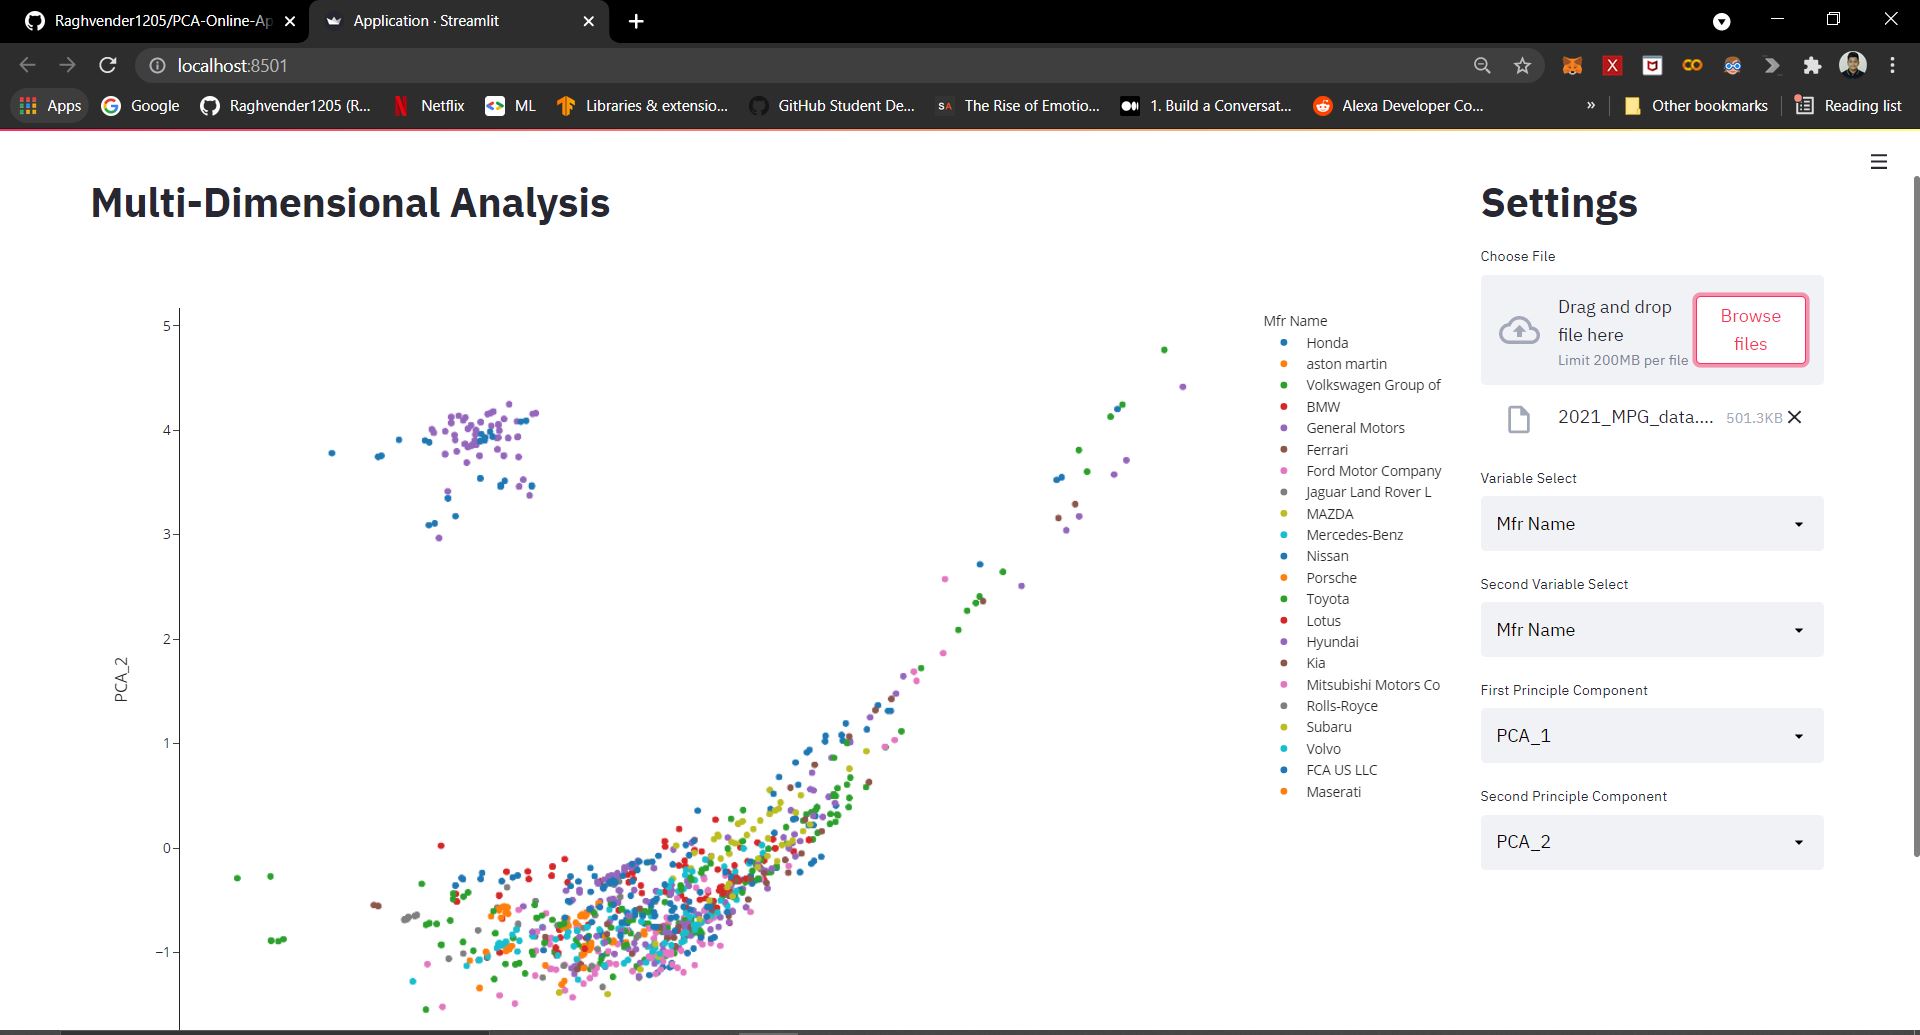 Raghvender1205/PCA-Online-Ap
Application · Streamlit
localhost:8501
Apps
Google
Raghvender1205 (R...
Netflix
ML
Libraries & extensio...
GitHub Student De...
SA
The Rise of Emotio...
1. Build a Conversat...
Alexa Developer Co...
»
Other bookmarks
Reading list
Multi-Dimensional Analysis
PCA_2
5
4
3
2
1
0
−1
Mfr Name
Honda
aston martin
Volkswagen Group of
BMW
General Motors
Ferrari
Ford Motor Company
Jaguar Land Rover L
MAZDA
Mercedes-Benz
Nissan
Porsche
Toyota
Lotus
Hyundai
Kia
Mitsubishi Motors Co
Rolls-Royce
Subaru
Volvo
FCA US LLC
Maserati
Settings
Choose File
Drag and drop
file here
Limit 200MB per file
Browse
files
2021_MPG_data.... 501.3KB
Variable Select
Mfr Name
Second Variable Select
Mfr Name
First Principle Component
PCA_1
Second Principle Component
PCA_2